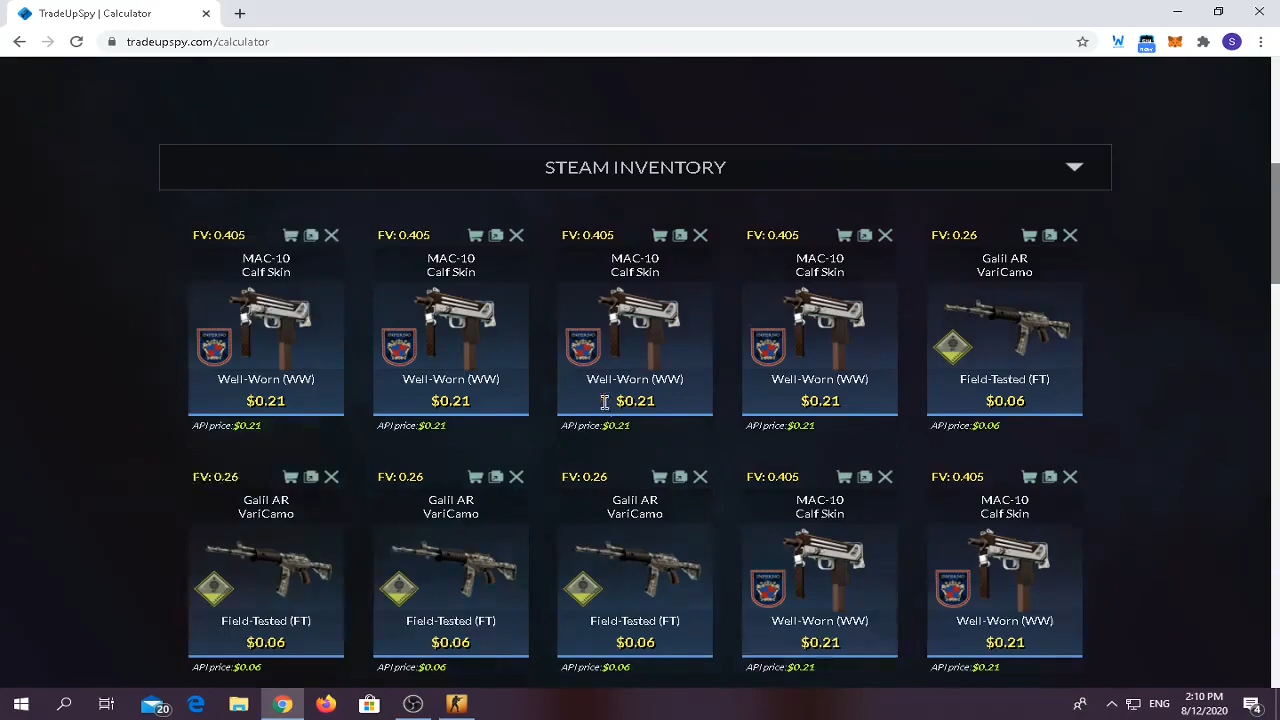 TradeUpSpy | Calculator
tradeupspy.com/calculator
STEAM INVENTORY
FV: 0.405 FV: 0.405 FV: 0.405 FV: 0.405 FV: 0.26
MAC-10 MAC-10 MAC-10 MAC-10 Galil AR
Calf Skin Calf Skin Calf Skin Calf Skin VariCamo
Well-Worn (WW) Well-Worn (WW) Well-Worn (WW) Well-Worn (WW) Field-Tested (FT)
$0.21 $0.21 $0.21 $0.21 $0.06
API price:$0.21 API price:$0.21 API price:$0.21 API price:$0.21 API price:$0.06
FV: 0.26 FV: 0.26 FV: 0.26 FV: 0.405 FV: 0.405
Galil AR Galil AR Galil AR MAC-10 MAC-10
VariCamo VariCamo VariCamo Calf Skin Calf Skin
Field-Tested (FT) Field-Tested (FT) Field-Tested (FT) Well-Worn (WW) Well-Worn (WW)
$0.06 $0.06 $0.06 $0.21 $0.21
API price:$0.06 API price:$0.06 API price:$0.06 API price:$0.21 API price:$0.21
20 ENG 2:10 PM
8/12/2020 4